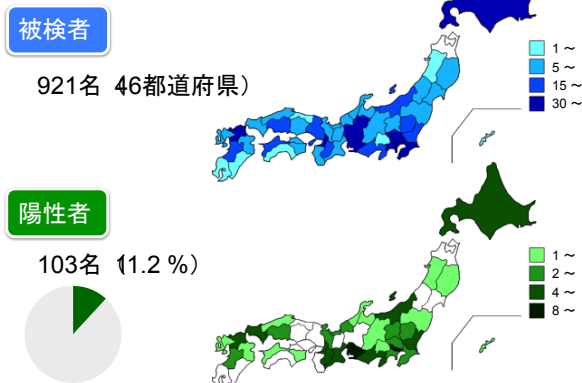 被検者
921名（46都道府県）
1 ～
5 ～
15 ～
30 ～
陽性者
103名（11.2 %）
1 ～
2 ～
4 ～
8 ～